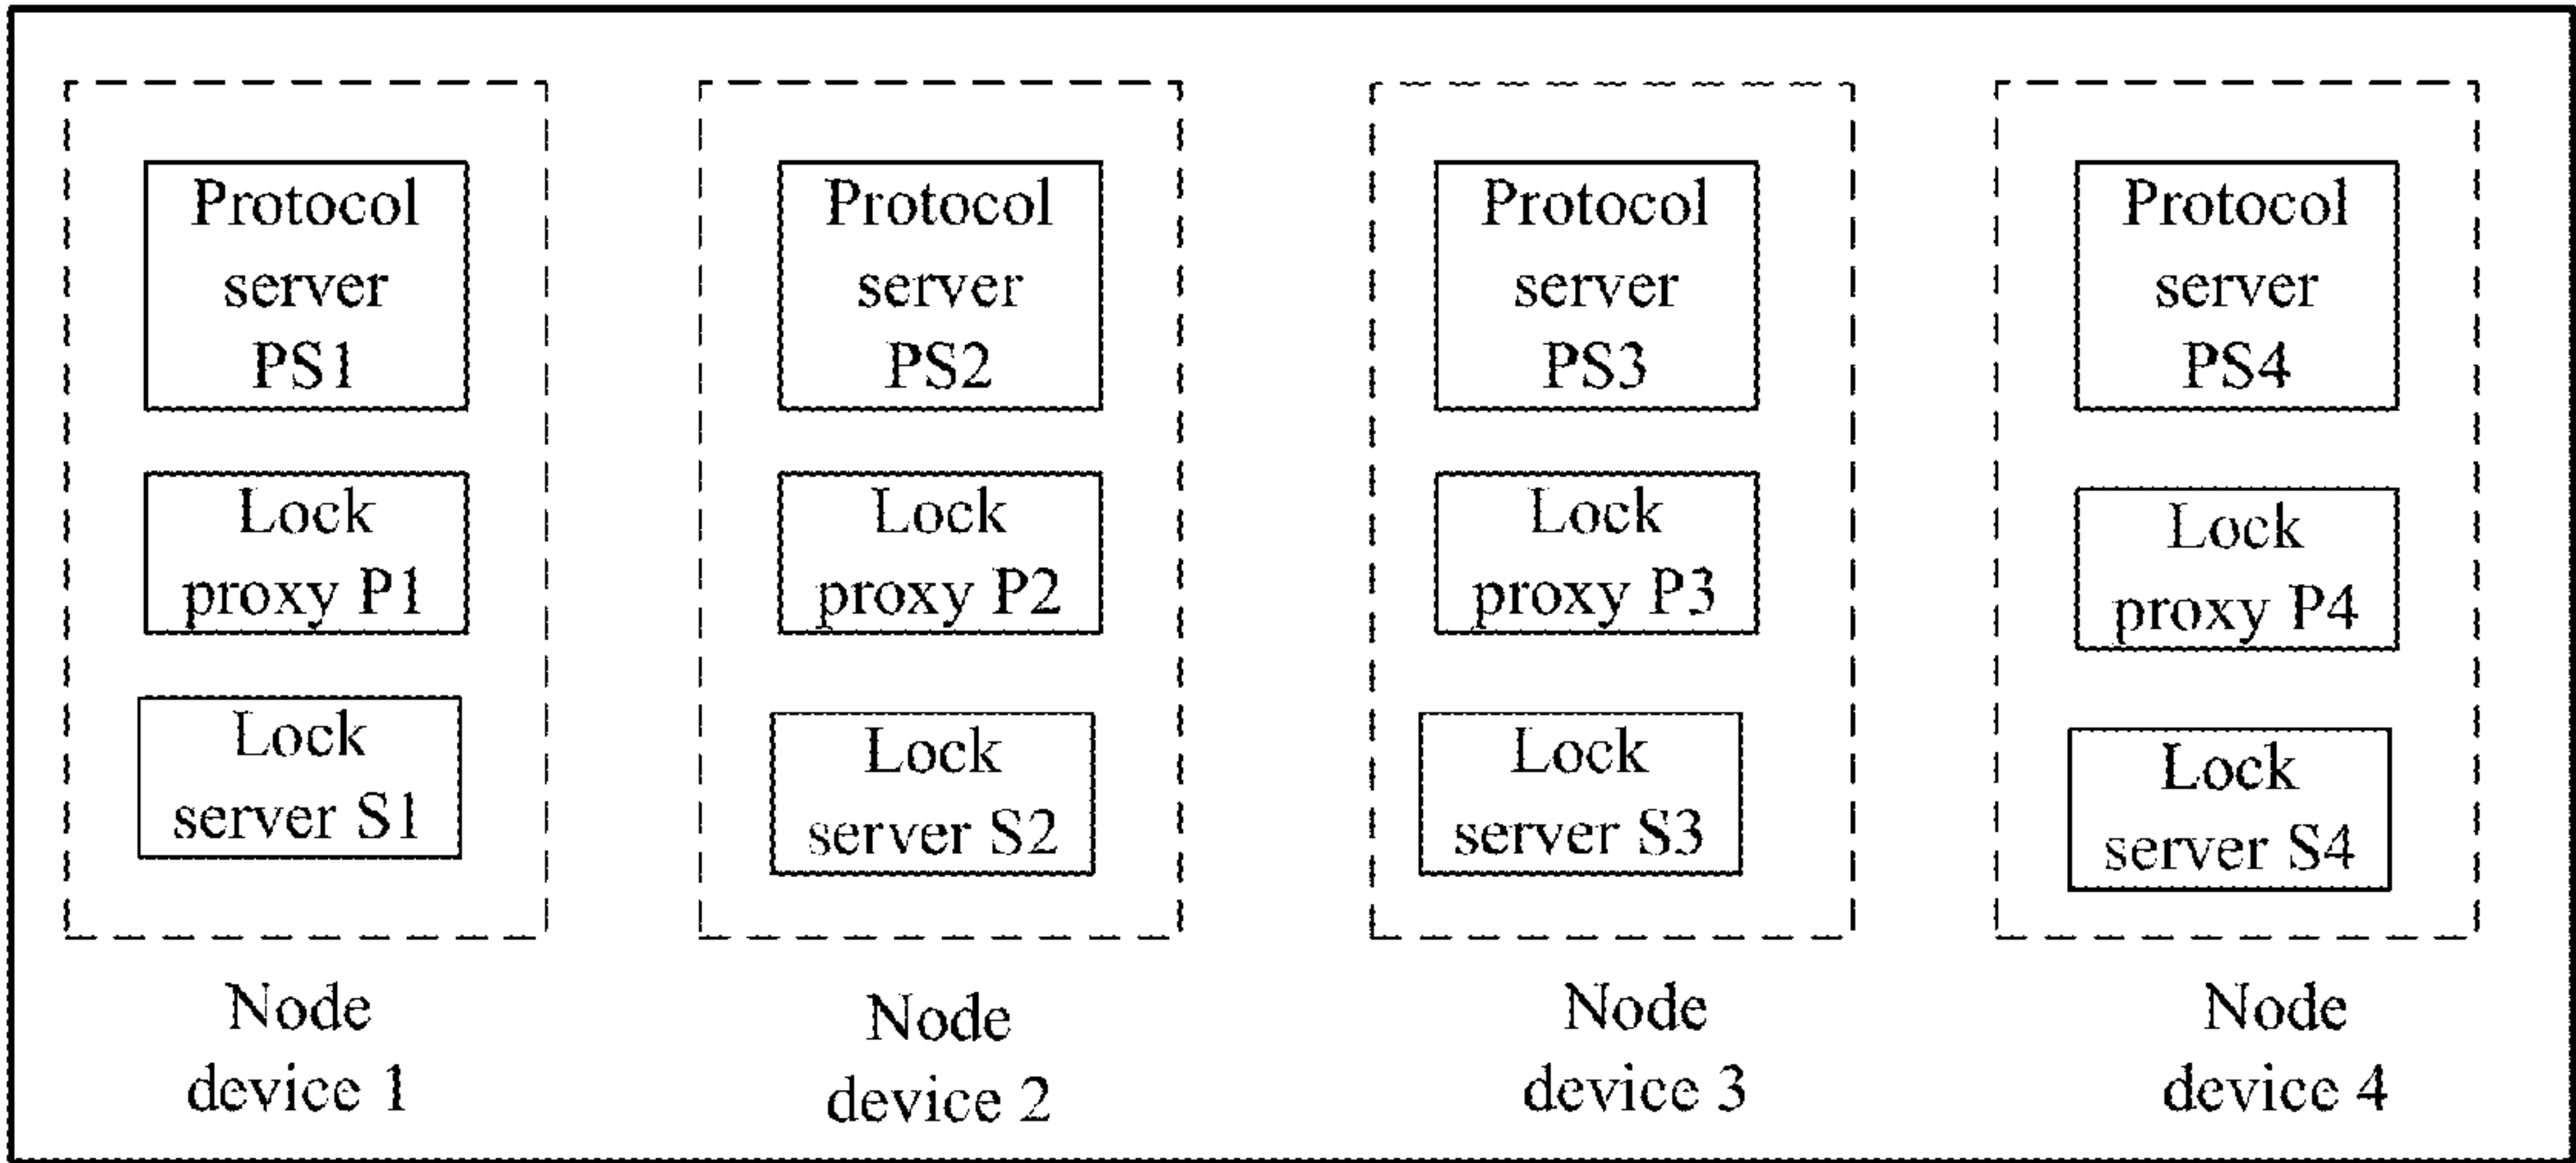 Protocol
server
PS1
Lock
proxy P1
Lock
server S1
Node
device 1
Protocol
server
PS2
Lock
proxy P2
Lock
server S2
Node
device 2
Protocol
server
PS3
Lock
proxy P3
Lock
server S3
Node
device 3
Protocol
server
PS4
Lock
proxy P4
Lock
server S4
Node
device 4